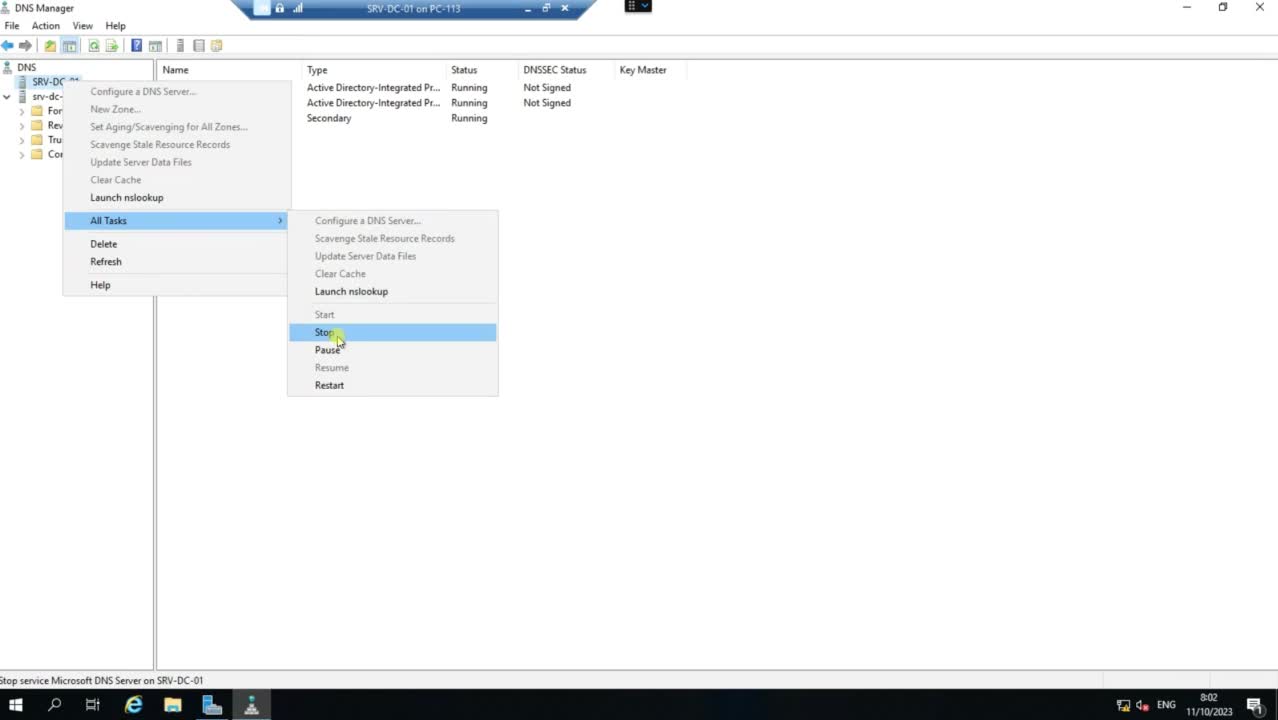 DNS Manager
SRV-DC-01 on PC-113
File Action View Help
DNS
SRV-DC-01
srv-dc-
For
Rev
Tru
Cor
Name Type Status DNSSEC Status Key Master
Active Directory-Integrated Pr... Running Not Signed
Active Directory-Integrated Pr... Running Not Signed
Secondary Running
Configure a DNS Server...
New Zone...
Set Aging/Scavenging for All Zones...
Scavenge Stale Resource Records
Update Server Data Files
Clear Cache
Launch nslookup
All Tasks
Delete
Refresh
Help
Configure a DNS Server...
Scavenge Stale Resource Records
Update Server Data Files
Clear Cache
Launch nslookup
Start
Stop
Pause
Resume
Restart
Stop service Microsoft DNS Server on SRV-DC-01
ENG
8:02
11/10/2023
1